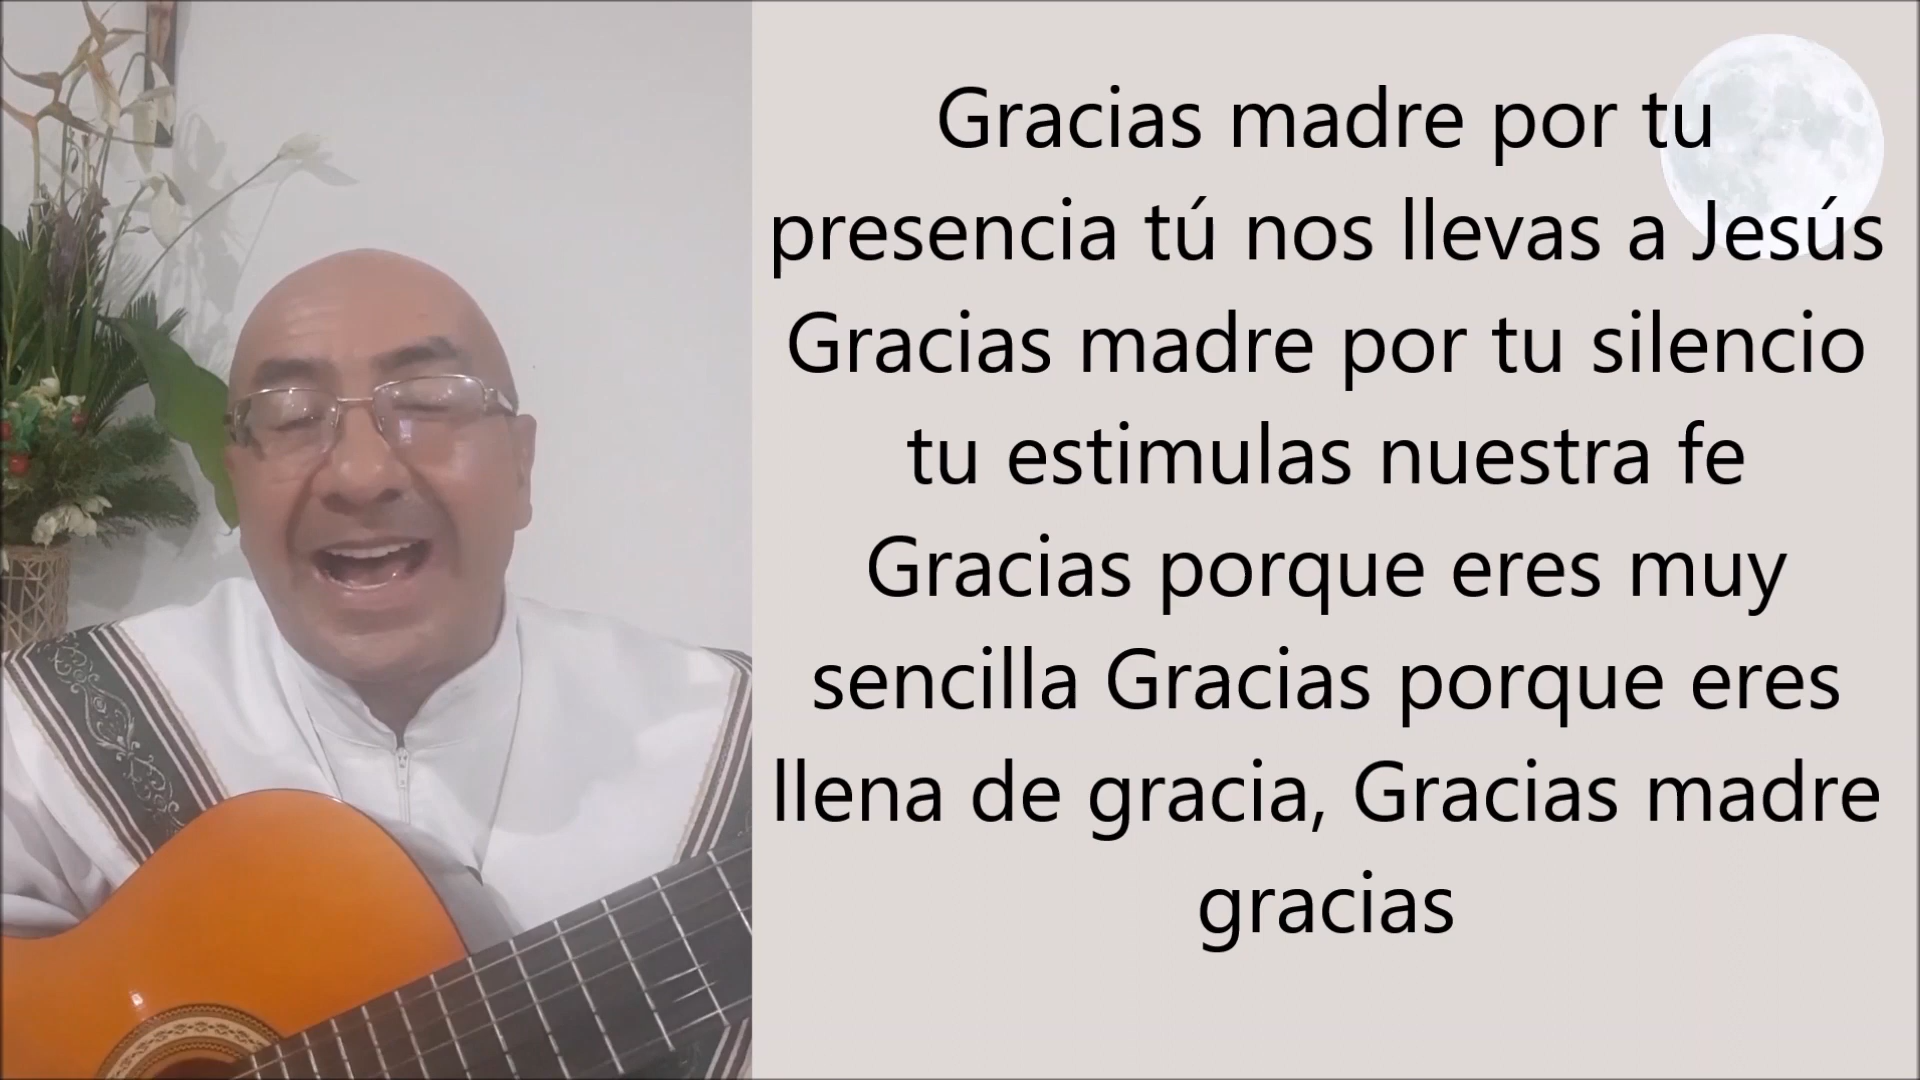 Gracias madre por tu
presencia tú nos llevas a Jesús
Gracias madre por tu silencio
tu estimulas nuestra fe
Gracias porque eres muy
sencilla Gracias porque eres
llena de gracia, Gracias madre
gracias